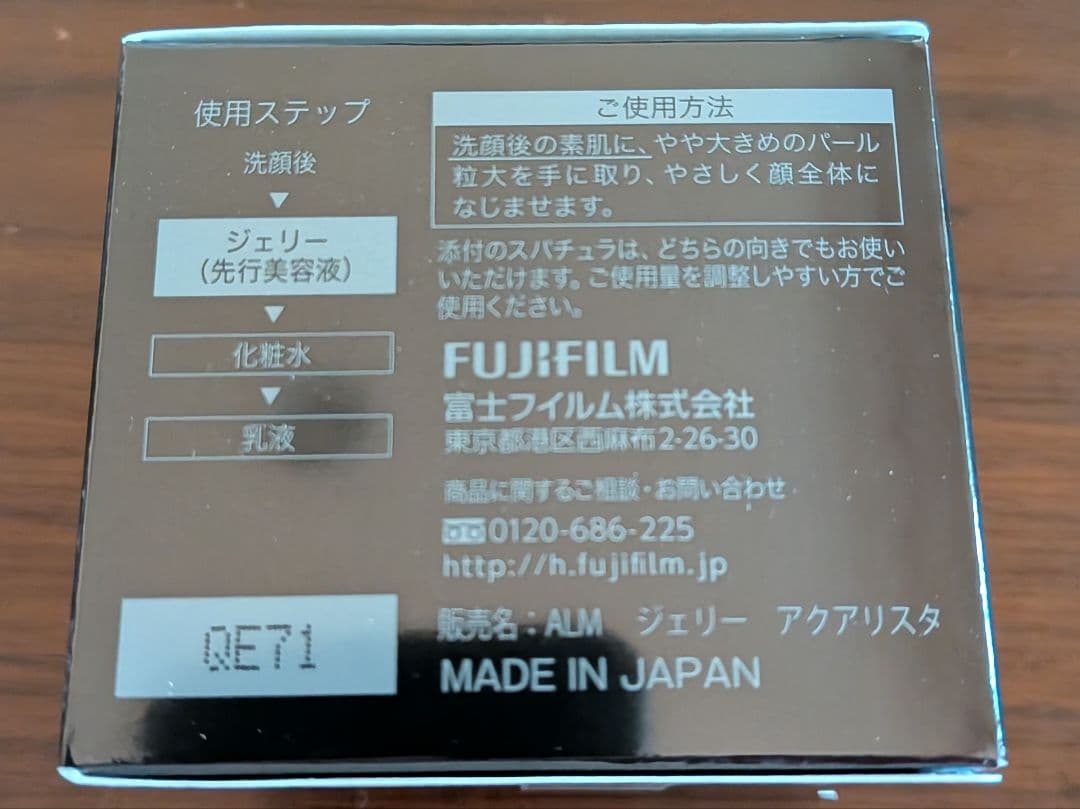 使用ステップ
洗顔後
▼
ジェリー
(先行美容液)
▼
化粧水
▼
乳液
ご使用方法
洗顔後の素肌に、やや大きめのパール
粒大を手に取り、やさしく顔全体に
なじませます。
添付のスパチュラは、どちらの向きでもお使い
いただけます。ご使用量を調整しやすい方でご
使用ください。
FUJIFILM
富士フイルム株式会社
東京都港区西麻布2-26-30
商品に関するご相談・お問い合わせ
0120-686-225
http://h.fujifilm.jp
販売名：ALM ジェリー アクアリスタ
MADE IN JAPAN
QE71